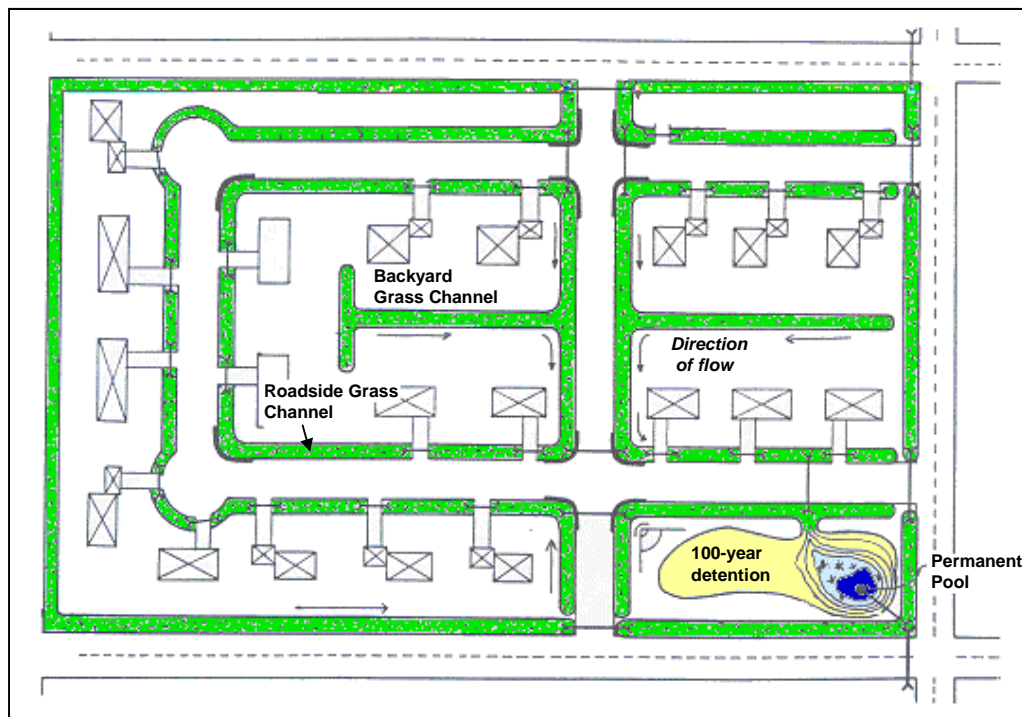 Backyard
Grass Channel
Direction
of flow
Roadside Grass
Channel
100-year
detention
Permanent
Pool